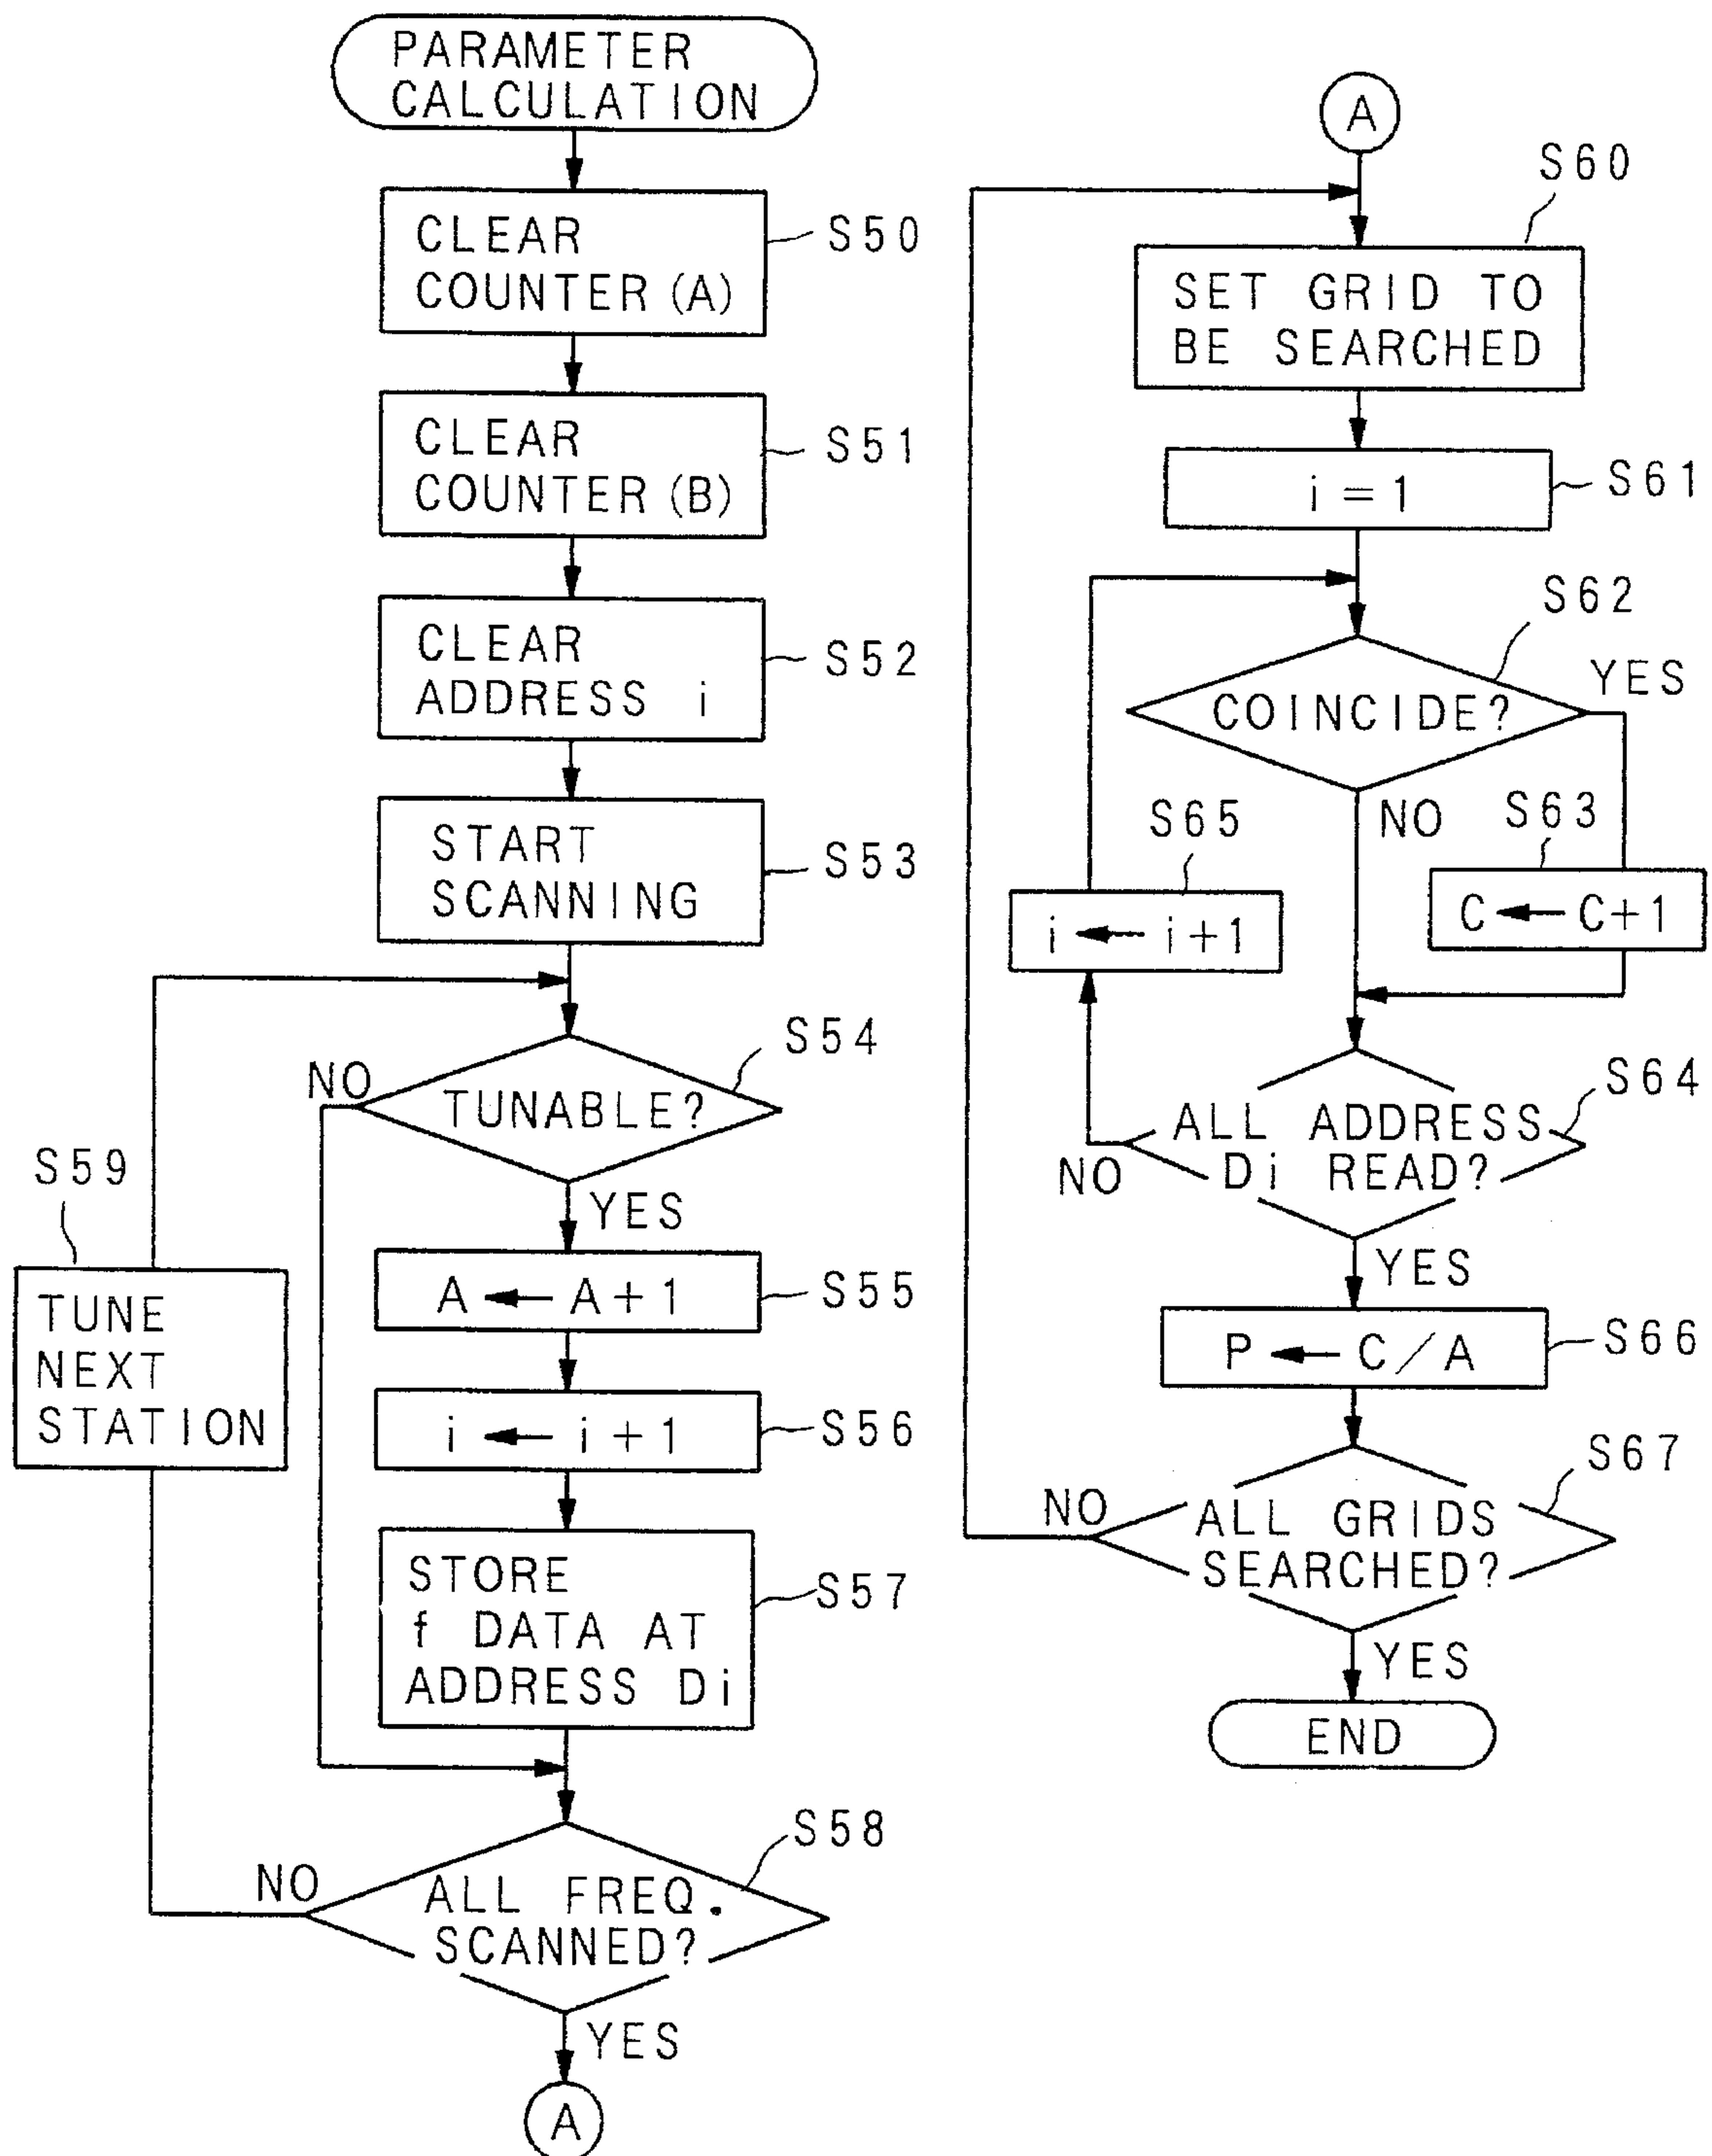 PARAMETER
CALCULATION
CLEAR
COUNTER (A)
S50
CLEAR
COUNTER (B)
S51
CLEAR
ADDRESS i
S52
START
SCANNING
S53
TUNABLE?
S54
NO
YES
A ← A+1
S55
i ← i+1
S56
STORE
f DATA AT
ADDRESS Di
S57
ALL FREQ.
SCANNED?
S58
NO
YES
S59
TUNE
NEXT
STATION
A
A
S60
SET GRID TO
BE SEARCHED
i = 1
S61
S62
COINCIDE?
YES
NO
S63
C ← C+1
S65
i ← i+1
S64
ALL ADDRESS
Di READ?
NO
YES
P ← C/A
S66
S67
ALL GRIDS
SEARCHED?
NO
YES
END